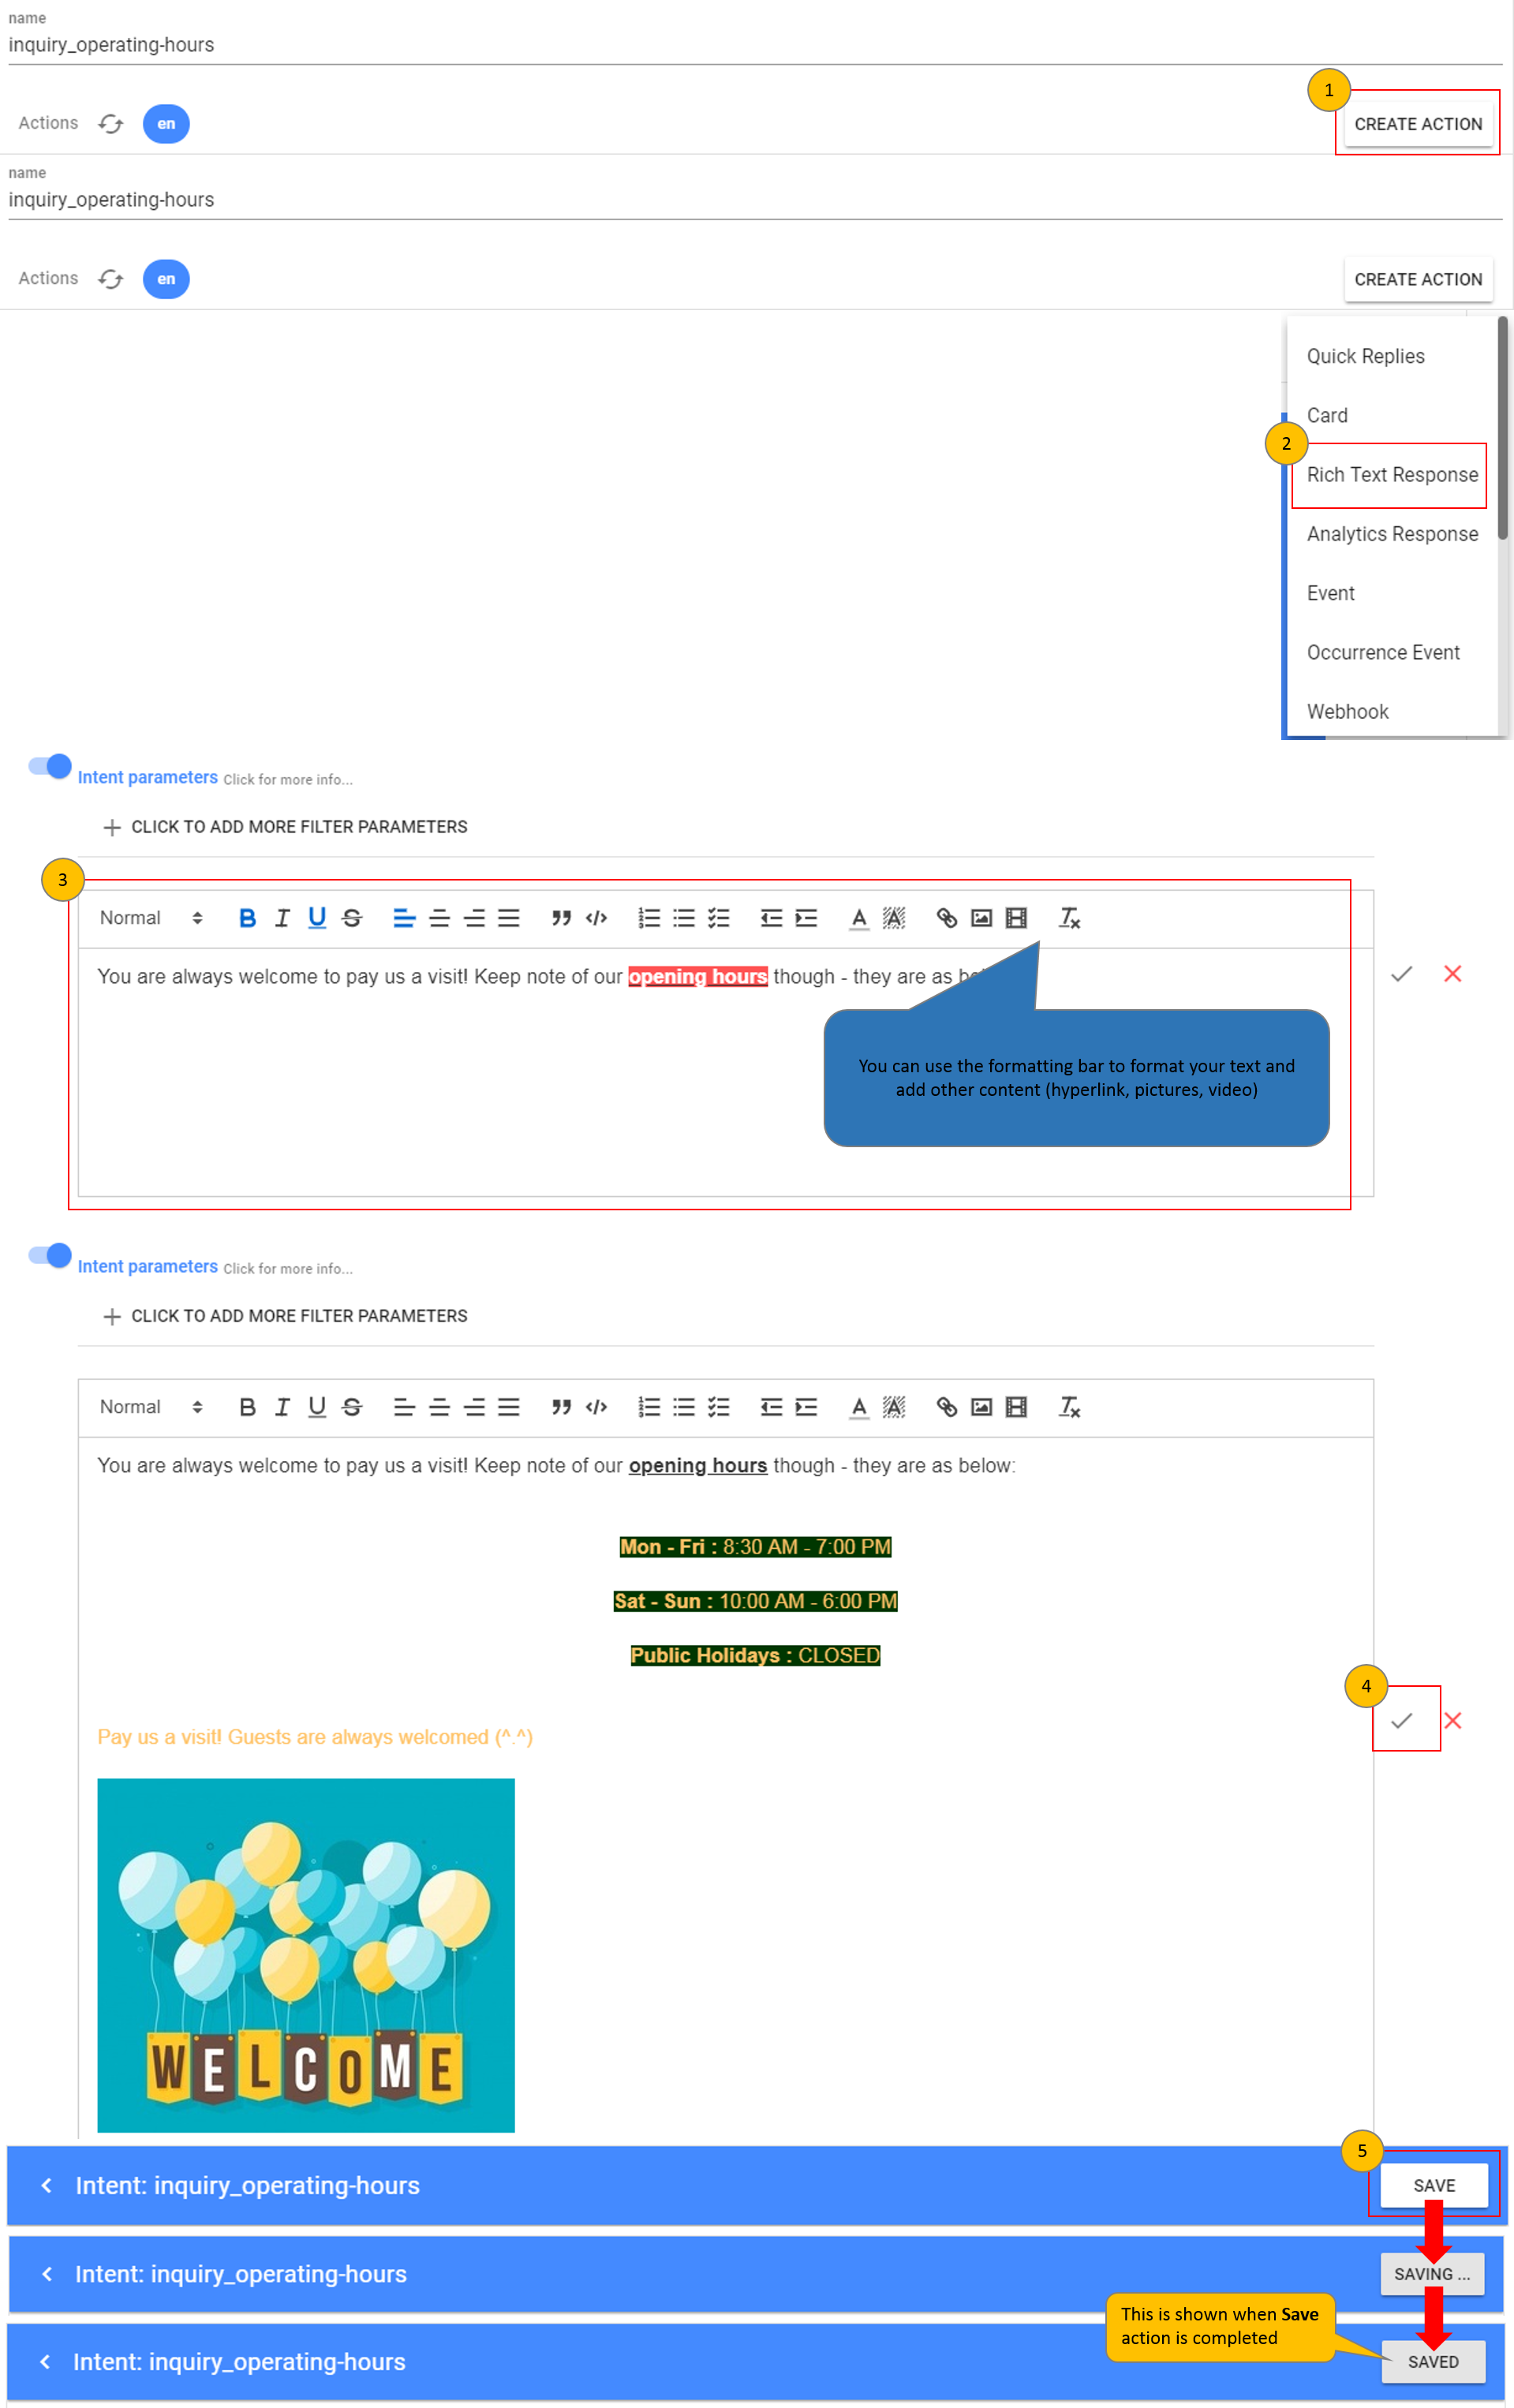 name
inquiry_operating-hours
1
Actions en CREATE ACTION
name
inquiry_operating-hours
Actions en CREATE ACTION
Quick Replies
Card
2
Rich Text Response
Analytics Response
Event
Occurrence Event
Webhook
Intent parameters Click for more info...
CLICK TO ADD MORE FILTER PARAMETERS
3
Normal
You are always welcome to pay us a visit! Keep note of our opening hours though - they are as
You can use the formatting bar to format your text and
add other content (hyperlink, pictures, video)
Intent parameters Click for more info...
CLICK TO ADD MORE FILTER PARAMETERS
Normal
You are always welcome to pay us a visit! Keep note of our opening hours though - they are as below:
Mon - Fri : 8:30 AM - 7:00 PM
Sat - Sun : 10:00 AM - 6:00 PM
Public Holidays : CLOSED
4
Pay us a visit! Guests are always welcomed (^.^)
WELCOME
5
Intent: inquiry_operating-hours SAVE
Intent: inquiry_operating-hours SAVING ...
This is shown when Save
action is completed
Intent: inquiry_operating-hours SAVED